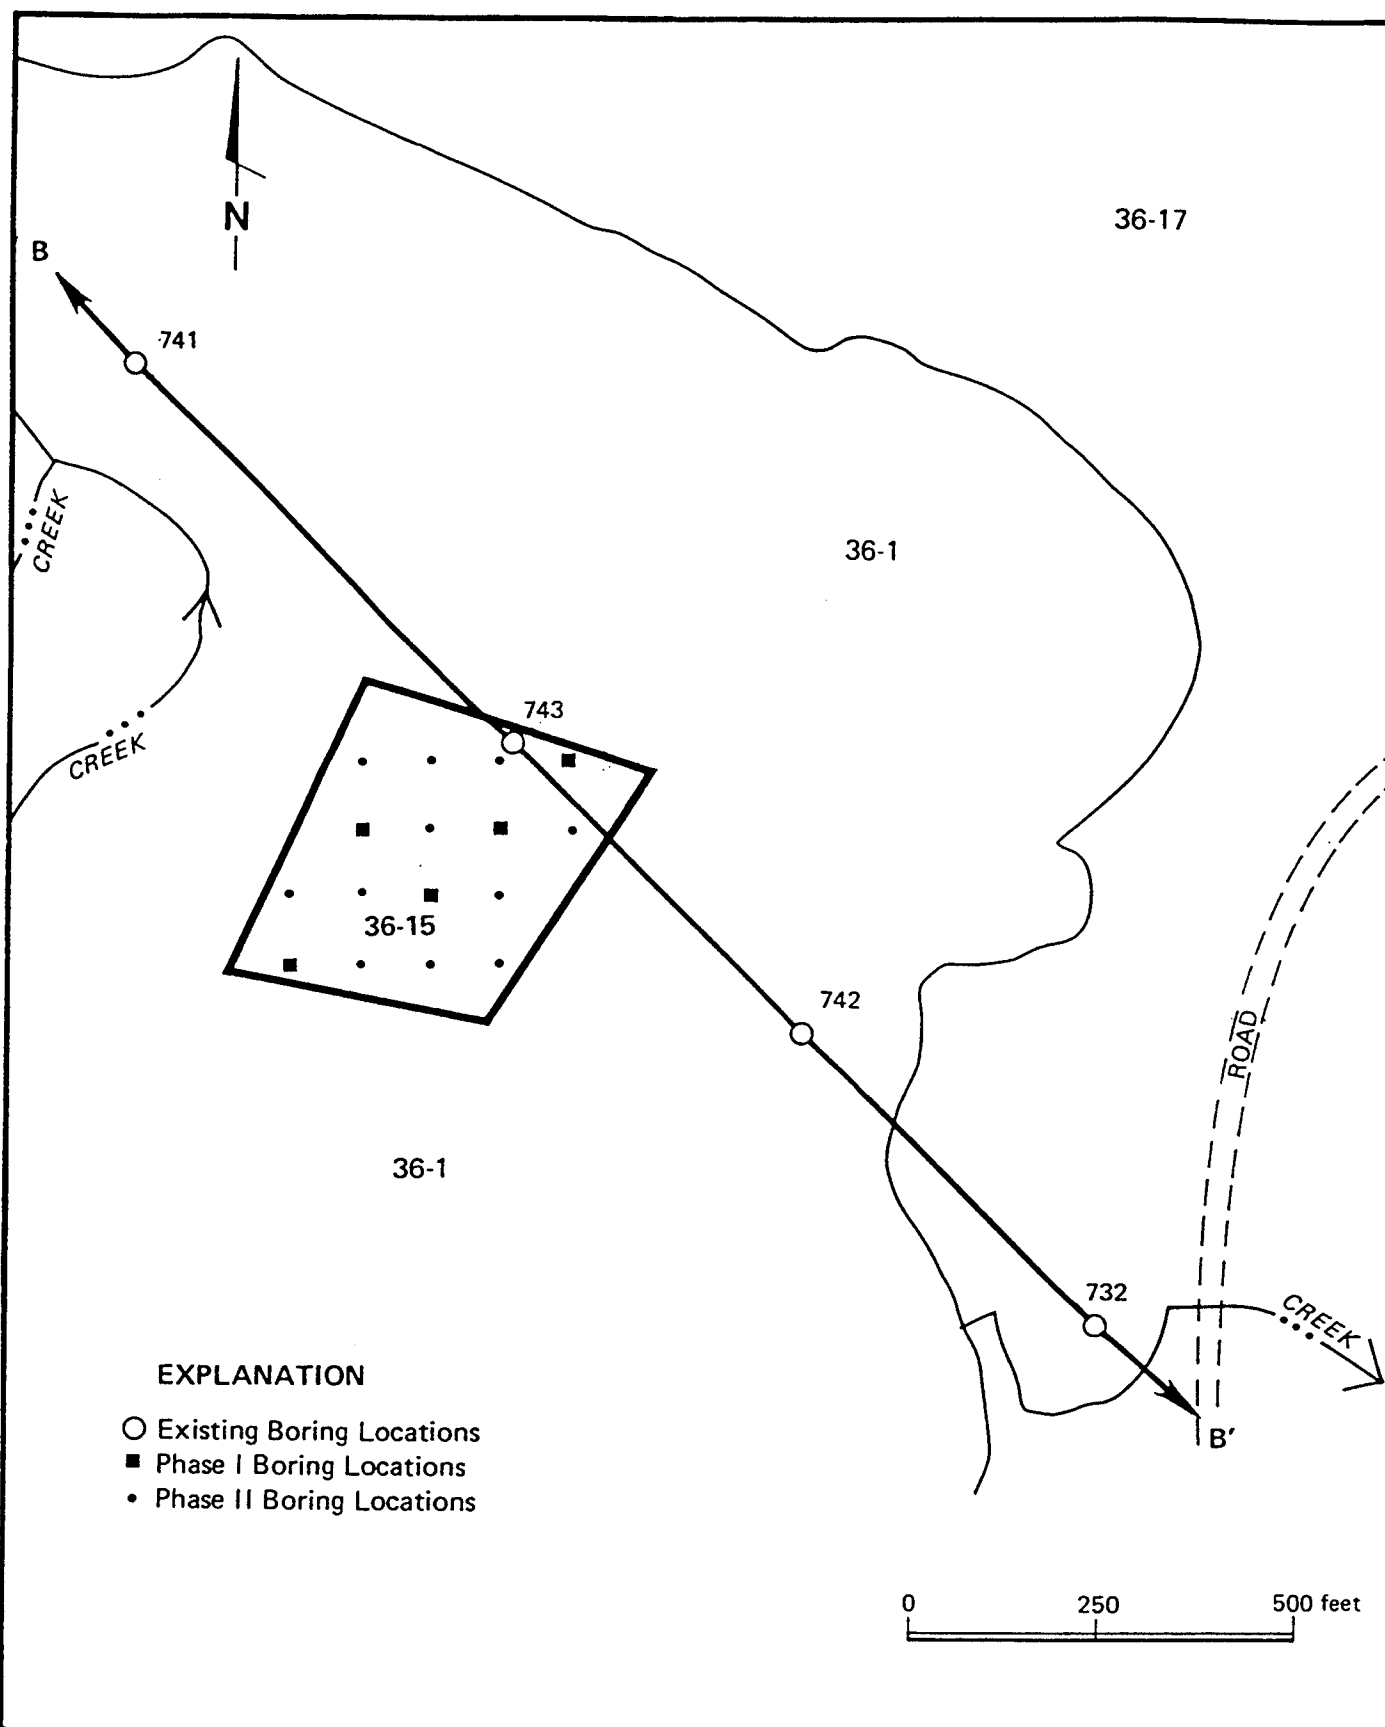 36-17
N
B
741
CREEK
36-1
743
CREEK
36-15
742
ROAD
36-1
732
CREEK
B'
EXPLANATION
Existing Boring Locations
Phase I Boring Locations
Phase II Boring Locations
0 250 500 feet